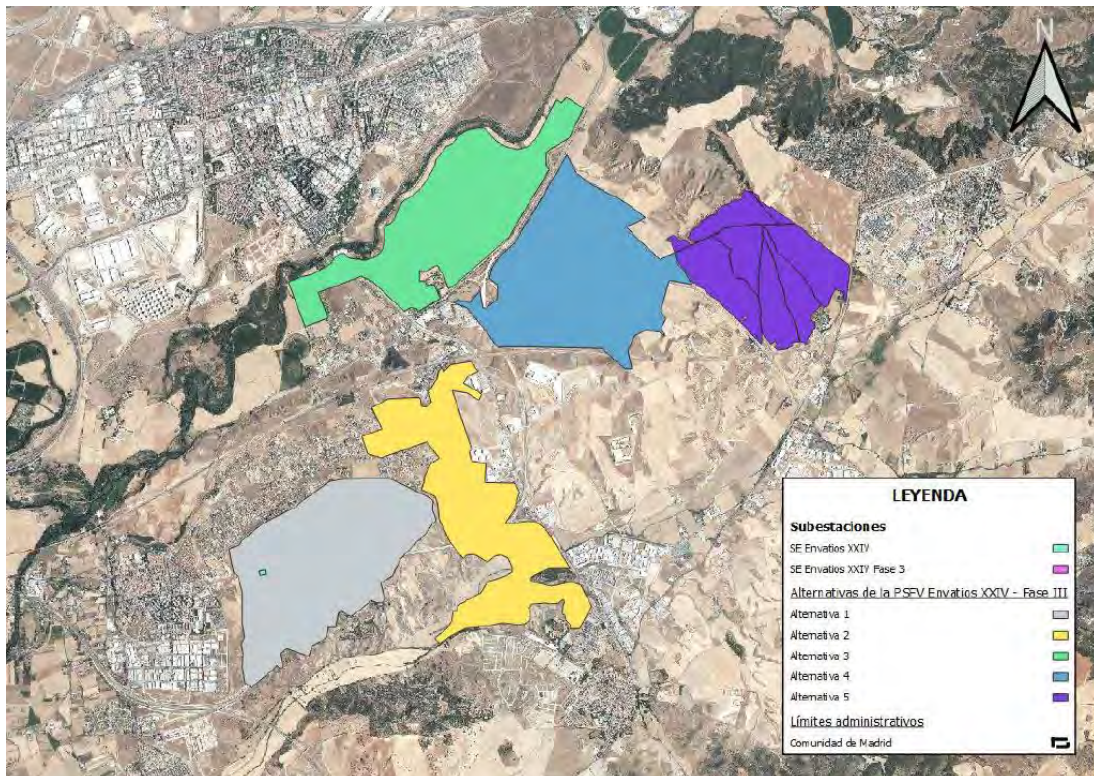 N
LEYENDA
Subestaciones
SE Envatios XXIV
SE Envatios XXIV Fase 3
Alternativas de la PSFV Envatios XXIV - Fase III
Alternativa 1
Alternativa 2
Alternativa 3
Alternativa 4
Alternativa 5
Límites administrativos
Comunidad de Madrid